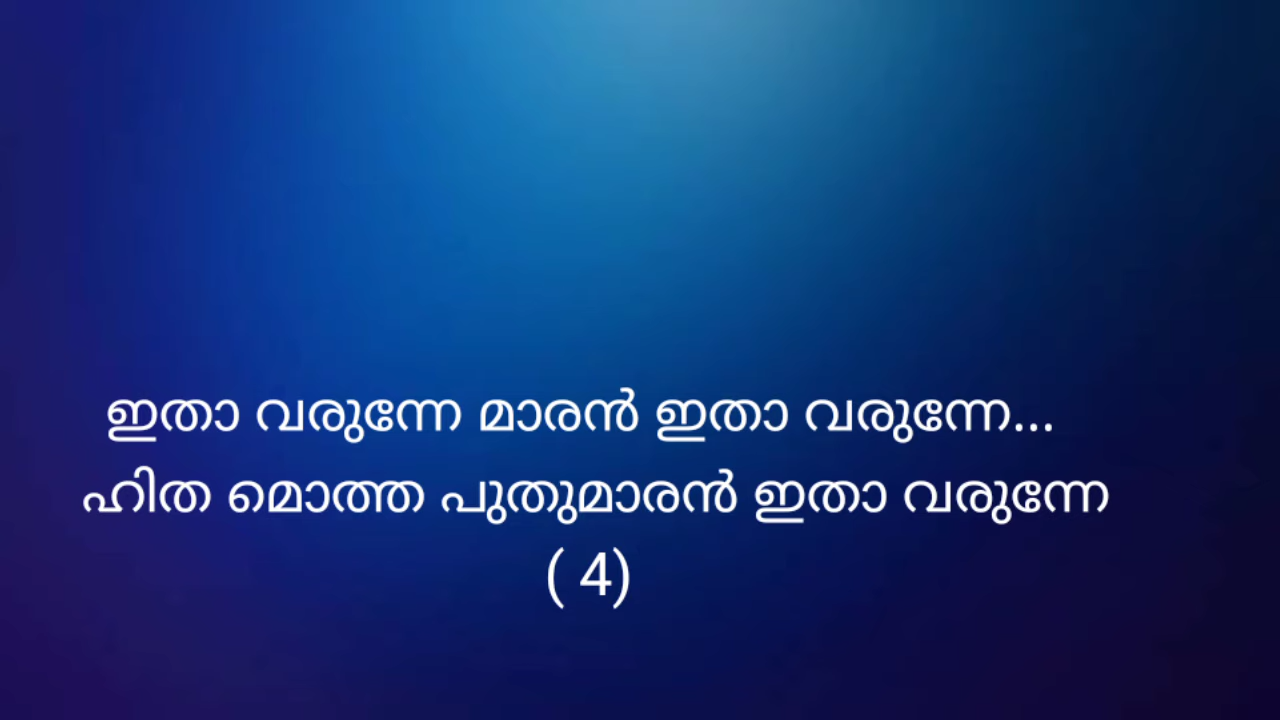 ഇതാ വരുന്നേ മാരൻ ഇതാ വരുന്നേ...
ഹിത മൊത്ത പുതുമാരൻ ഇതാ വരുന്നേ
( 4)